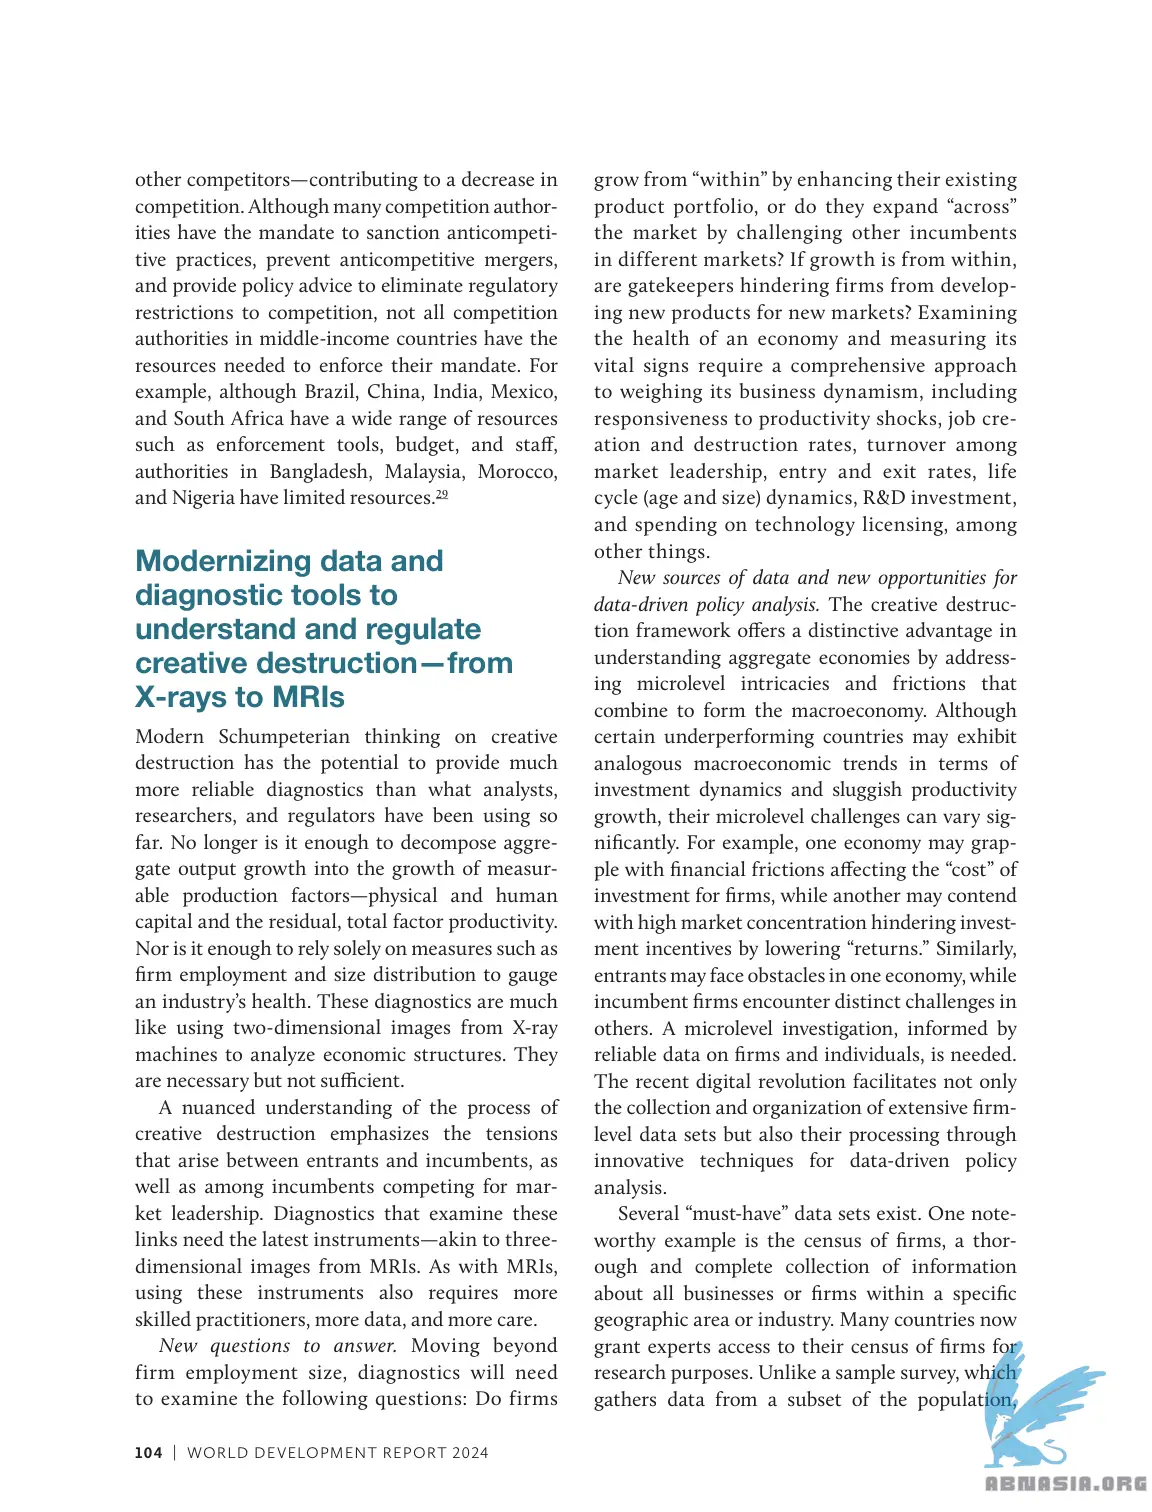 other competitors—contributing to a decrease in
competition. Although many competition author-
ities have the mandate to sanction anticompeti-
tive practices, prevent anticompetitive mergers,
and provide policy advice to eliminate regulatory
restrictions to competition, not all competition
authorities in middle-income countries have the
resources needed to enforce their mandate. For
example, although Brazil, China, India, Mexico,
and South Africa have a wide range of resources
such as enforcement tools, budget, and staff,
authorities in Bangladesh, Malaysia, Morocco,
and Nigeria have limited resources.29
Modernizing data and
diagnostic tools to
understand and regulate
creative destruction—from
X-rays to MRIs
Modern Schumpeterian thinking on creative
destruction has the potential to provide much
more reliable diagnostics than what analysts,
researchers, and regulators have been using so
far. No longer is it enough to decompose aggre-
gate output growth into the growth of measur-
able production factors—physical and human
capital and the residual, total factor productivity.
Nor is it enough to rely solely on measures such as
firm employment and size distribution to gauge
an industry’s health. These diagnostics are much
like using two-dimensional images from X-ray
machines to analyze economic structures. They
are necessary but not sufficient.
A nuanced understanding of the process of
creative destruction emphasizes the tensions
that arise between entrants and incumbents, as
well as among incumbents competing for mar-
ket leadership. Diagnostics that examine these
links need the latest instruments—akin to three-
dimensional images from MRIs. As with MRIs,
using these instruments also requires more
skilled practitioners, more data, and more care.
New questions to answer. Moving beyond
firm employment size, diagnostics will need
to examine the following questions: Do firms
grow from “within” by enhancing their existing
product portfolio, or do they expand “across”
the market by challenging other incumbents
in different markets? If growth is from within,
are gatekeepers hindering firms from develop-
ing new products for new markets? Examining
the health of an economy and measuring its
vital signs require a comprehensive approach
to weighing its business dynamism, including
responsiveness to productivity shocks, job cre-
ation and destruction rates, turnover among
market leadership, entry and exit rates, life
cycle (age and size) dynamics, R&D investment,
and spending on technology licensing, among
other things.
New sources of data and new opportunities for
data-driven policy analysis. The creative destruc-
tion framework offers a distinctive advantage in
understanding aggregate economies by address-
ing microlevel intricacies and frictions that
combine to form the macroeconomy. Although
certain underperforming countries may exhibit
analogous macroeconomic trends in terms of
investment dynamics and sluggish productivity
growth, their microlevel challenges can vary sig-
nificantly. For example, one economy may grap-
ple with financial frictions affecting the “cost” of
investment for firms, while another may contend
with high market concentration hindering invest-
ment incentives by lowering “returns.” Similarly,
entrants may face obstacles in one economy, while
incumbent firms encounter distinct challenges in
others. A microlevel investigation, informed by
reliable data on firms and individuals, is needed.
The recent digital revolution facilitates not only
the collection and organization of extensive firm-
level data sets but also their processing through
innovative techniques for data-driven policy
analysis.
Several “must-have” data sets exist. One note-
worthy example is the census of firms, a thor-
ough and complete collection of information
about all businesses or firms within a specific
geographic area or industry. Many countries now
grant experts access to their census of firms for
research purposes. Unlike a sample survey, which
gathers data from a subset of the population,
104 | WORLD DEVELOPMENT REPORT 2024
ABNASIA.ORG